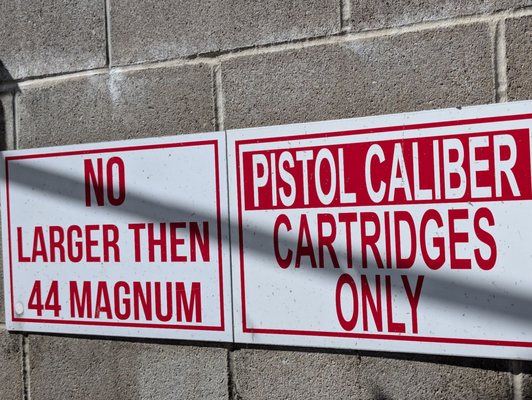 NO
LARGER THEN
44 MAGNUM
PISTOL CALIBER
CARTRIDGES
ONLY